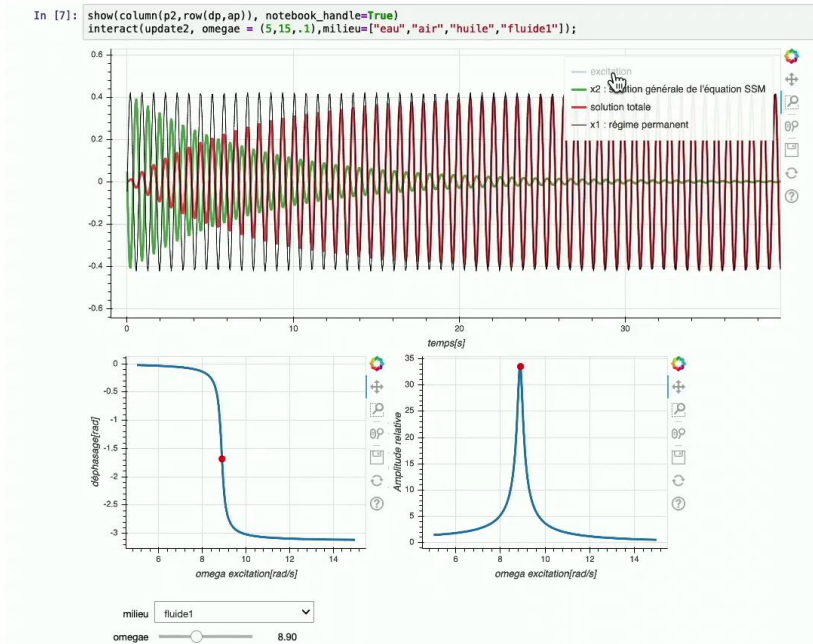 In [7]: show(column(p2,row(dp,ap)), notebook_handle=True)
interact(update2, omegae = (5,15,.1),milieu=["eau","air","huile","fluide1"]);
0.6
0.4
0.2
0
-0.2
-0.4
-0.6
excitation
x2 : solution générale de l'équation SSM
solution totale
x1 : régime permanent
0 10 20 30
temps[s]
0
-1
-1.5
-2
-3
déphasage[rad]
6 8 10 12 14
omega excitation[rad/s]
35
30
25
20
15
10
5
0
Amplitude relative
6 8 10 12 14
omega excitation[rad/s]
milieu fluide1
omegae 8.90